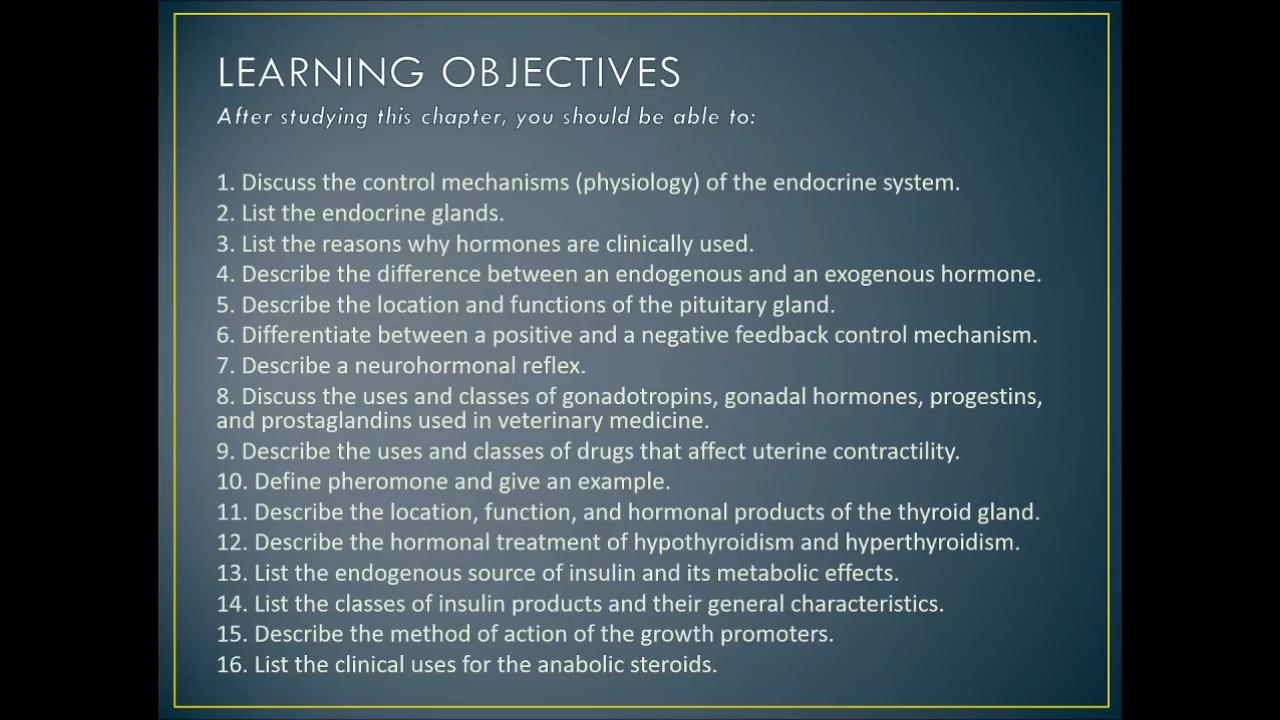 LEARNING OBJECTIVES
After studying this chapter, you should be able to:
1. Discuss the control mechanisms (physiology) of the endocrine system.
2. List the endocrine glands.
3. List the reasons why hormones are clinically used.
4. Describe the difference between an endogenous and an exogenous hormone.
5. Describe the location and functions of the pituitary gland.
6. Differentiate between a positive and a negative feedback control mechanism.
7. Describe a neurohormonal reflex.
8. Discuss the uses and classes of gonadotropins, gonadal hormones, progestins,
and prostaglandins used in veterinary medicine.
9. Describe the uses and classes of drugs that affect uterine contractility.
10. Define pheromone and give an example.
11. Describe the location, function, and hormonal products of the thyroid gland.
12. Describe the hormonal treatment of hypothyroidism and hyperthyroidism.
13. List the endogenous source of insulin and its metabolic effects.
14. List the classes of insulin products and their general characteristics.
15. Describe the method of action of the growth promoters.
16. List the clinical uses for the anabolic steroids.